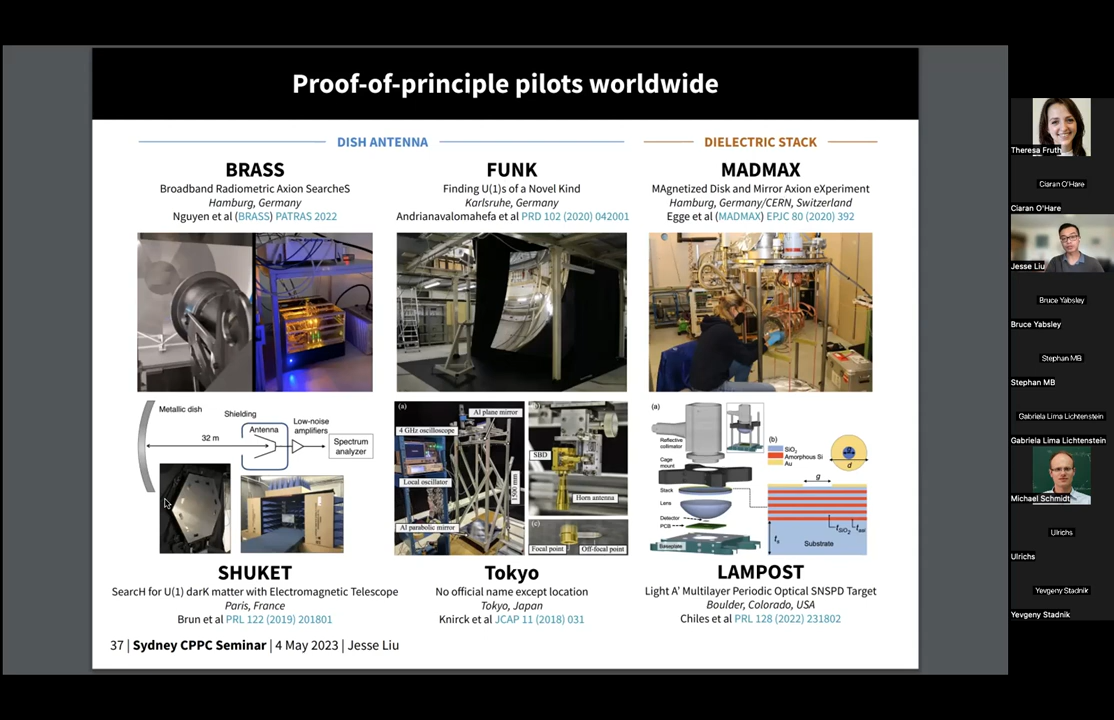 Proof-of-principle pilots worldwide
DISH ANTENNA
DIELECTRIC STACK
BRASS
Broadband Radiometric Axion SearcheS
Hamburg, Germany
Nguyen et al (BRASS) PATRAS 2022
FUNK
Finding U(1)s of a Novel Kind
Karlsruhe, Germany
Andrianavalomahefa et al PRD 102 (2020) 042001
MADMAX
MAgnetized Disk and Mirror Axion eXperiment
Hamburg, Germany/CERN, Switzerland
Egge et al (MADMAX) EPJC 80 (2020) 392
Metallic dish
Shielding
Antenna
Low-noise
amplifiers
32 m
Spectrum
analyzer
(a)
Al plane mirror
4 GHz oscilloscope
Local oscillator
1500 mm
Al parabolic mirror
SBD
Horn antenna
(c)
Focal point
Off-focal point
(a)
Reflective
collimator
Cage
mount
Stack
Lens
Detector
PCB
Baseplate
(b)
SiO2
Amorphous Si
Au
d
g
Substrate
SHUKET
SearcH for U(1) darK matter with Electromagnetic Telescope
Paris, France
Brun et al PRL 122 (2019) 201801
Tokyo
No official name except location
Tokyo, Japan
Knirck et al JCAP 11 (2018) 031
LAMPOST
Light A' Multilayer Periodic Optical SNSPD Target
Boulder, Colorado, USA
Chiles et al PRL 128 (2022) 231802
37 | Sydney CPPC Seminar | 4 May 2023 | Jesse Liu
Theresa Fruth
Ciaran O'Hare
Ciaran O'Hare
Jesse Liu
Bruce Yabsley
Bruce Yabsley
Stephan MB
Stephan MB
Gabriela Lima Lichtenstein
Gabriela Lima Lichtenstein
Michael Schmidt
Ulrichs
Ulrichs
Yevgeny Stadnik
Yevgeny Stadnik